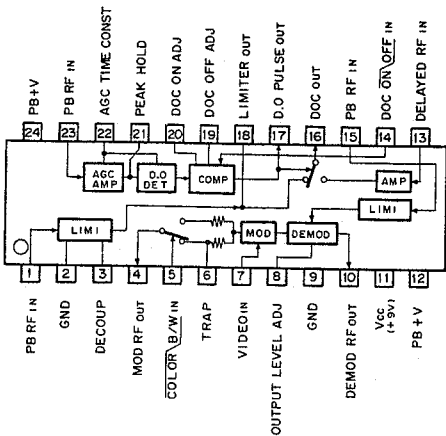 PB+V
PB RF IN
AGC TIME CONST
PEAK HOLD
DOC ON ADJ
DOC OFF ADJ
LIMITER OUT
D.O PULSE OUT
DOC OUT
PB RF IN
DOC ON/OFF IN
DELAYED RF IN
24
23
22
21
20
19
18
17
16
15
14
13
AGC AMP
D.O DET
COMP
AMP
LIMI
LIMI
MOD
DEMOD
1
2
3
4
5
6
7
8
9
10
11
12
PB RF IN
GND
DECOUP
MOD RF OUT
COLOR B/W IN
TRAP
VIDEO IN
OUTPUT LEVEL ADJ
GND
DEMOD RF OUT
Vcc (+9V)
PB+V